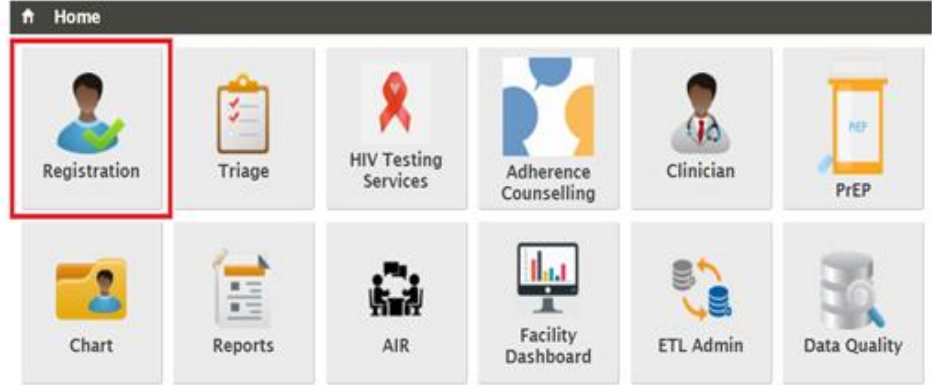 Home
Registration
Triage
HIV Testing
Services
Adherence
Counselling
Clinician
PrEP
PrEP
Chart
Reports
AIR
Facility
Dashboard
ETL Admin
Data Quality